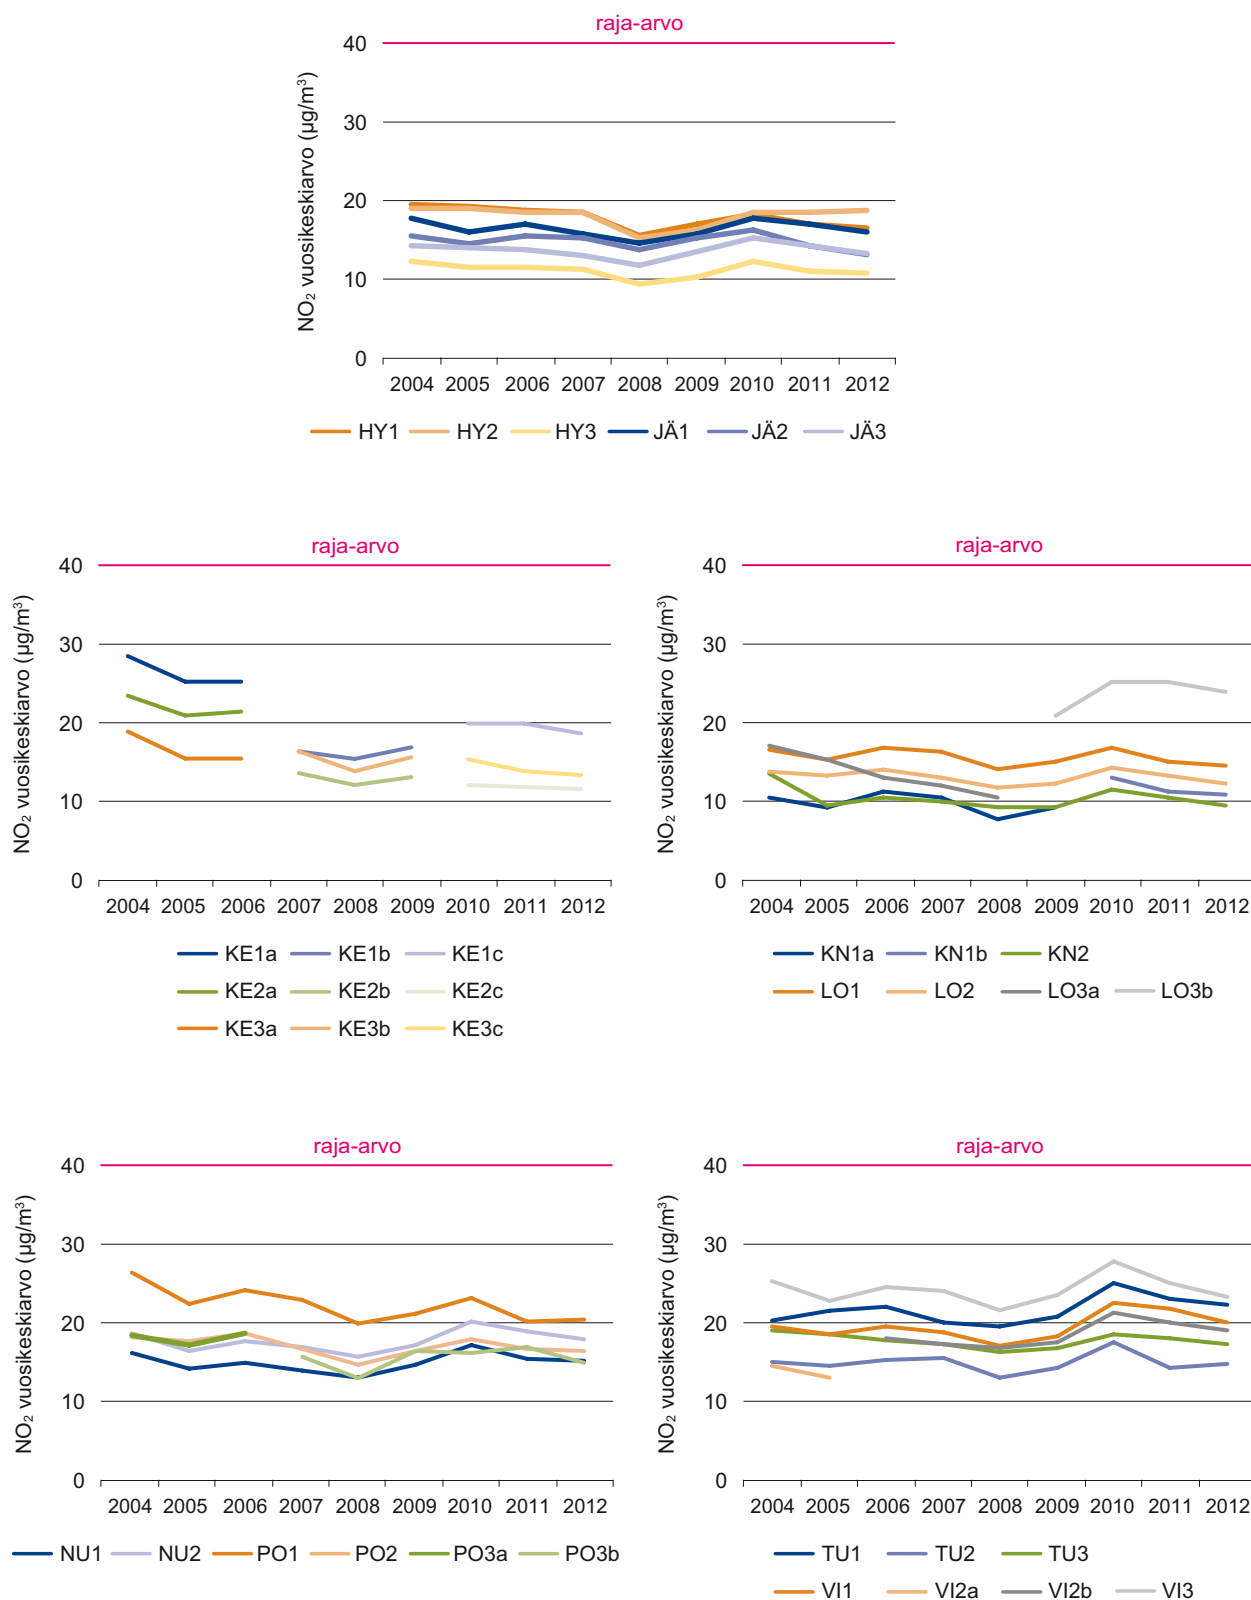 raja-arvo
NO₂ vuosikeskiarvo (µg/m³)
40
30
20
10
0
2004 2005 2006 2007 2008 2009 2010 2011 2012
HY1 HY2 HY3 JÄ1 JÄ2 JÄ3
raja-arvo
NO₂ vuosikeskiarvo (µg/m³)
40
30
20
10
0
2004 2005 2006 2007 2008 2009 2010 2011 2012
KE1a KE1b KE1c
KE2a KE2b KE2c
KE3a KE3b KE3c
raja-arvo
NO₂ vuosikeskiarvo (µg/m³)
40
30
20
10
0
2004 2005 2006 2007 2008 2009 2010 2011 2012
KN1a KN1b KN2
LO1 LO2 LO3a LO3b
raja-arvo
NO₂ vuosikeskiarvo (µg/m³)
40
30
20
10
0
2004 2005 2006 2007 2008 2009 2010 2011 2012
NU1 NU2 PO1 PO2 PO3a PO3b
raja-arvo
NO₂ vuosikeskiarvo (µg/m³)
40
30
20
10
0
2004 2005 2006 2007 2008 2009 2010 2011 2012
TU1 TU2 TU3
VI1 VI2a VI2b VI3